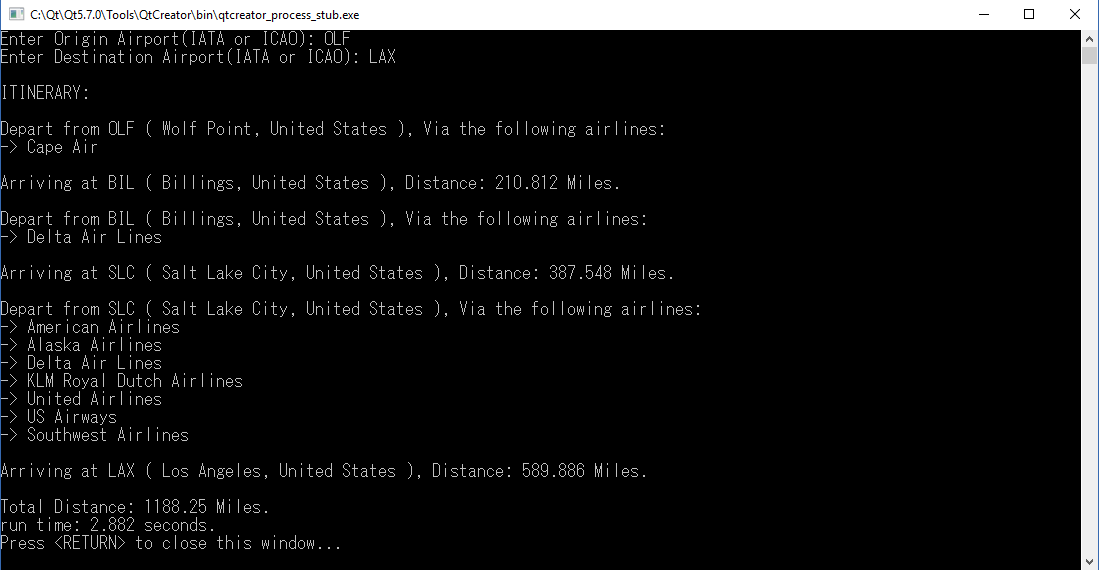 C:\Qt\Qt5.7.0\Tools\QtCreator\bin\qtcreator_process_stub.exe
Enter Origin Airport(IATA or ICAO): OLF
Enter Destination Airport(IATA or ICAO): LAX
ITINERARY:
Depart from OLF ( Wolf Point, United States ), Via the following airlines:
-> Cape Air
Arriving at BIL ( Billings, United States ), Distance: 210.812 Miles.
Depart from BIL ( Billings, United States ), Via the following airlines:
-> Delta Air Lines
Arriving at SLC ( Salt Lake City, United States ), Distance: 387.548 Miles.
Depart from SLC ( Salt Lake City, United States ), Via the following airlines:
-> American Airlines
-> Alaska Airlines
-> Delta Air Lines
-> KLM Royal Dutch Airlines
-> United Airlines
-> US Airways
-> Southwest Airlines
Arriving at LAX ( Los Angeles, United States ), Distance: 589.886 Miles.
Total Distance: 1188.25 Miles.
run time: 2.882 seconds.
Press <RETURN> to close this window...